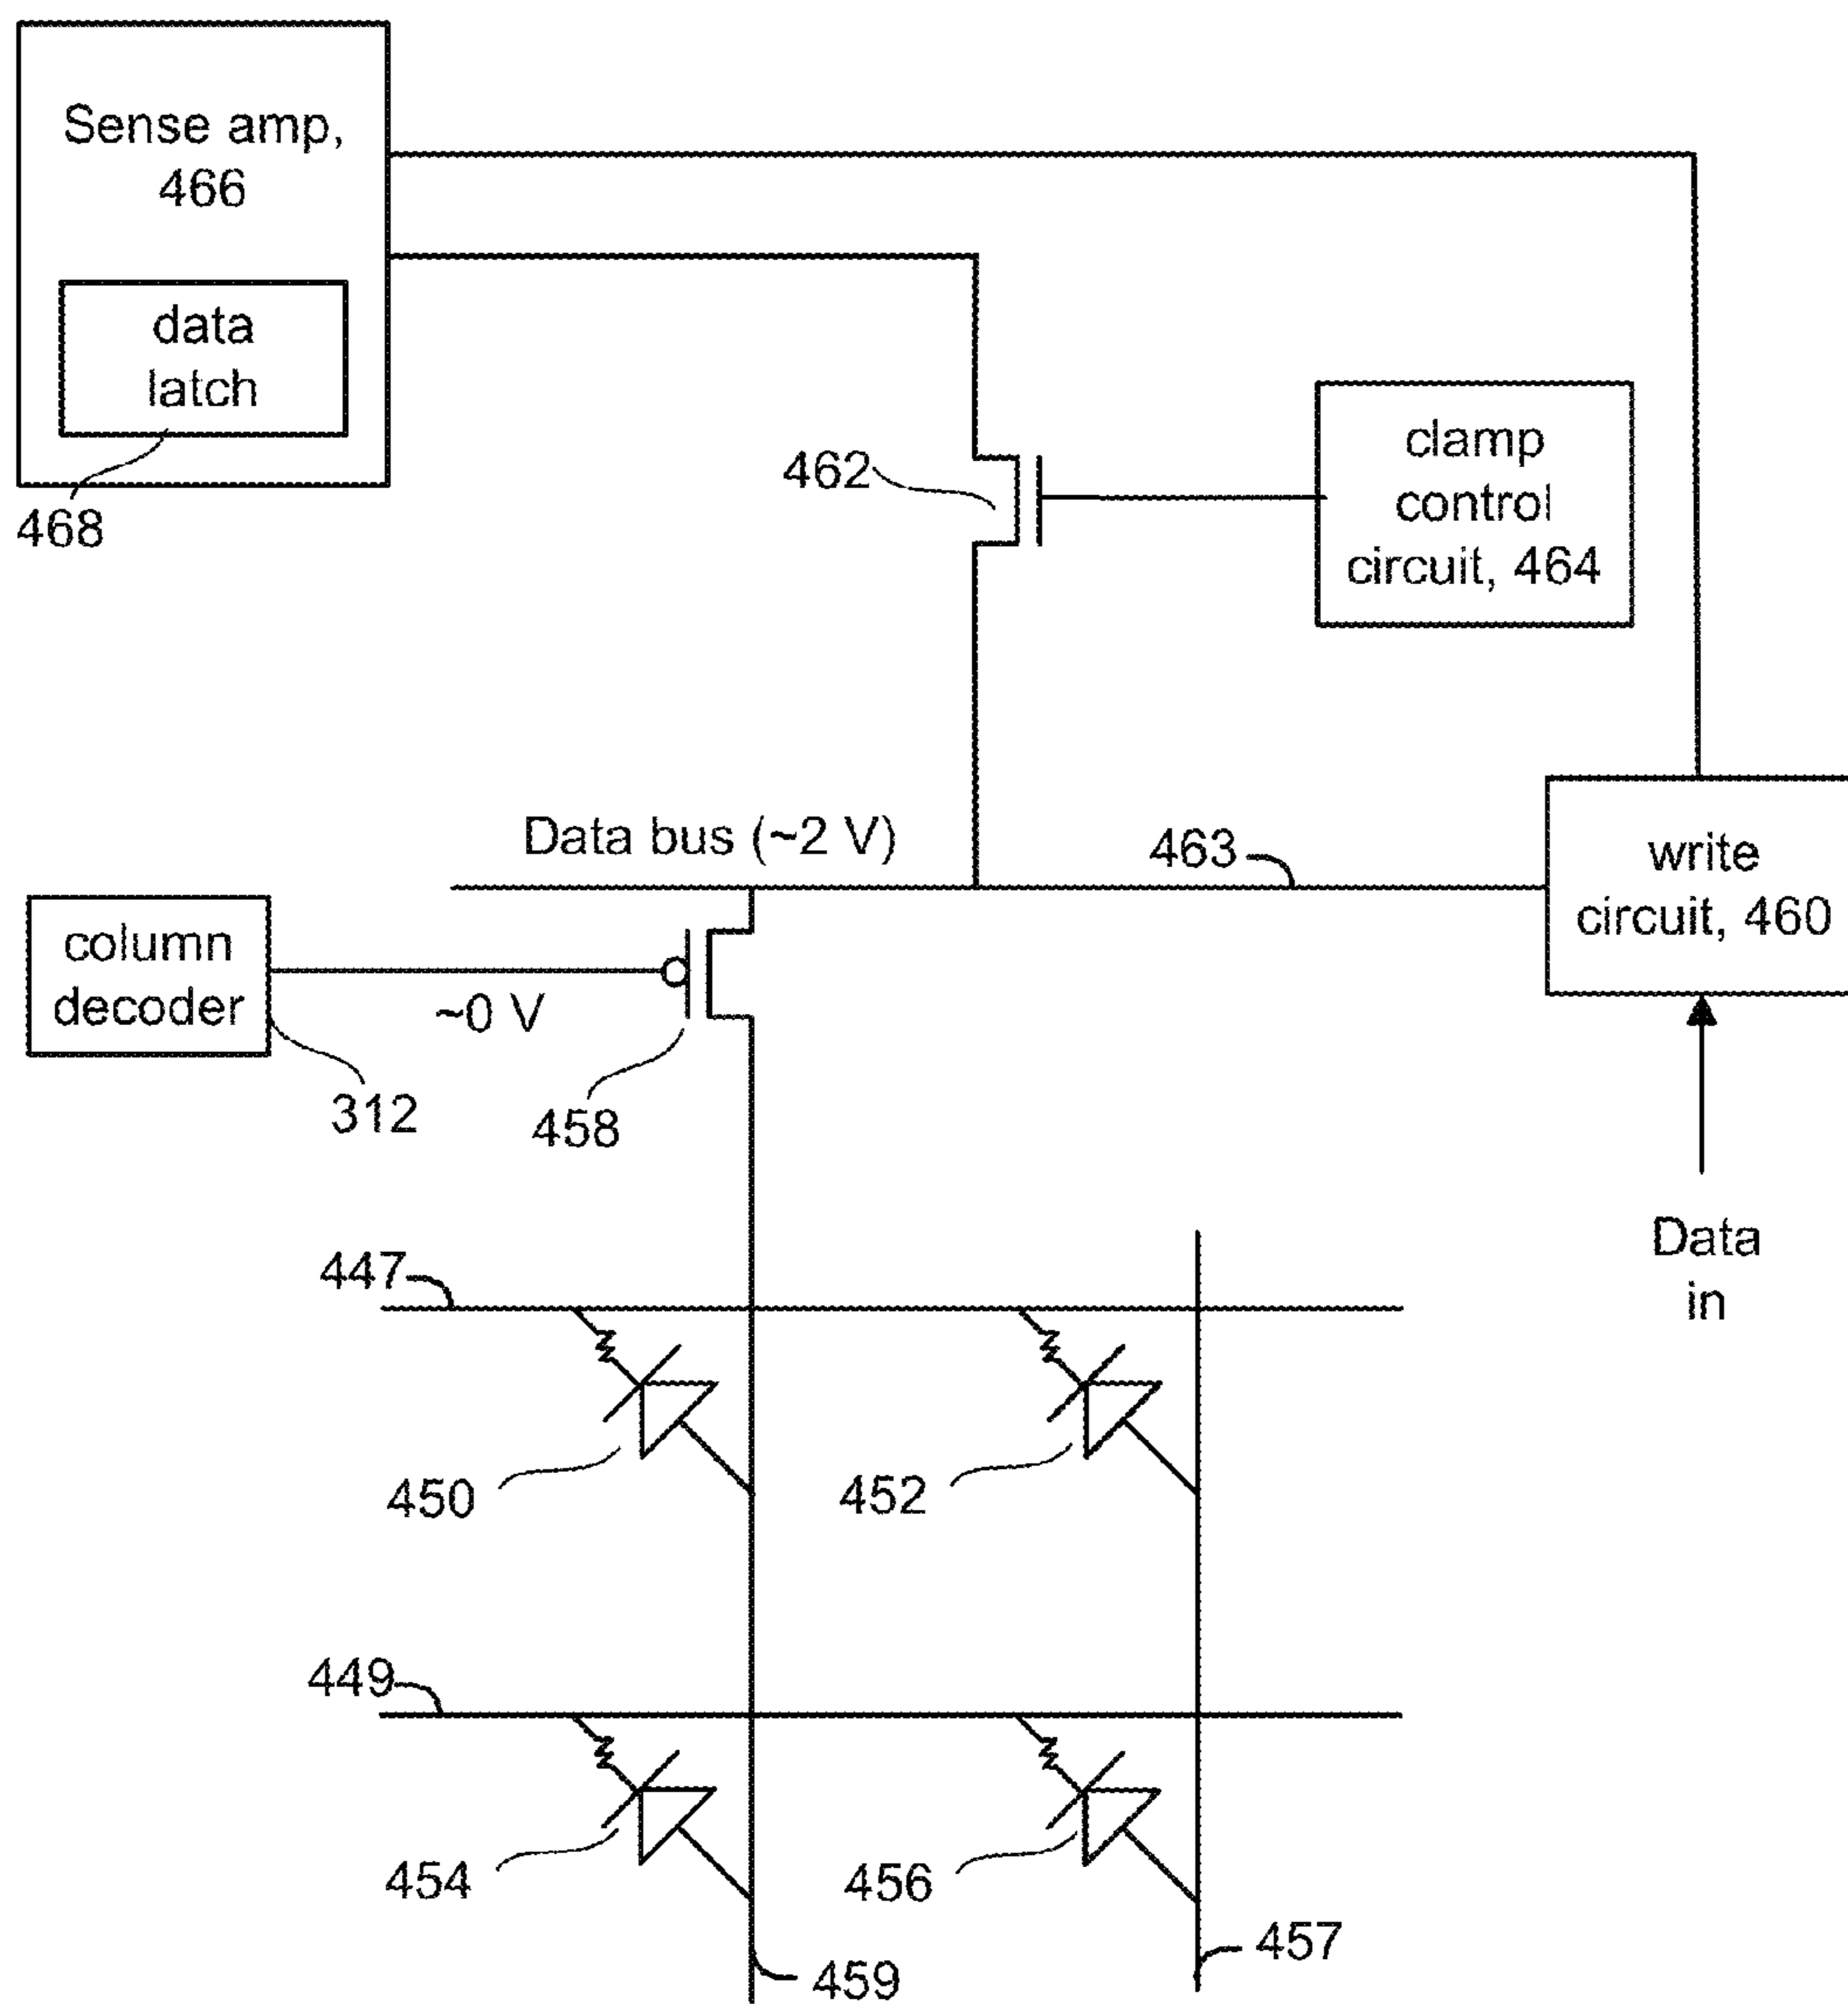 Sense amp,
466
data
latch
468
462
clamp
control
circuit, 464
Data bus (~2 V)
463
write
circuit, 460
column
decoder
~0 V
312
458
Data
in
447
450
452
449
454
456
459
457